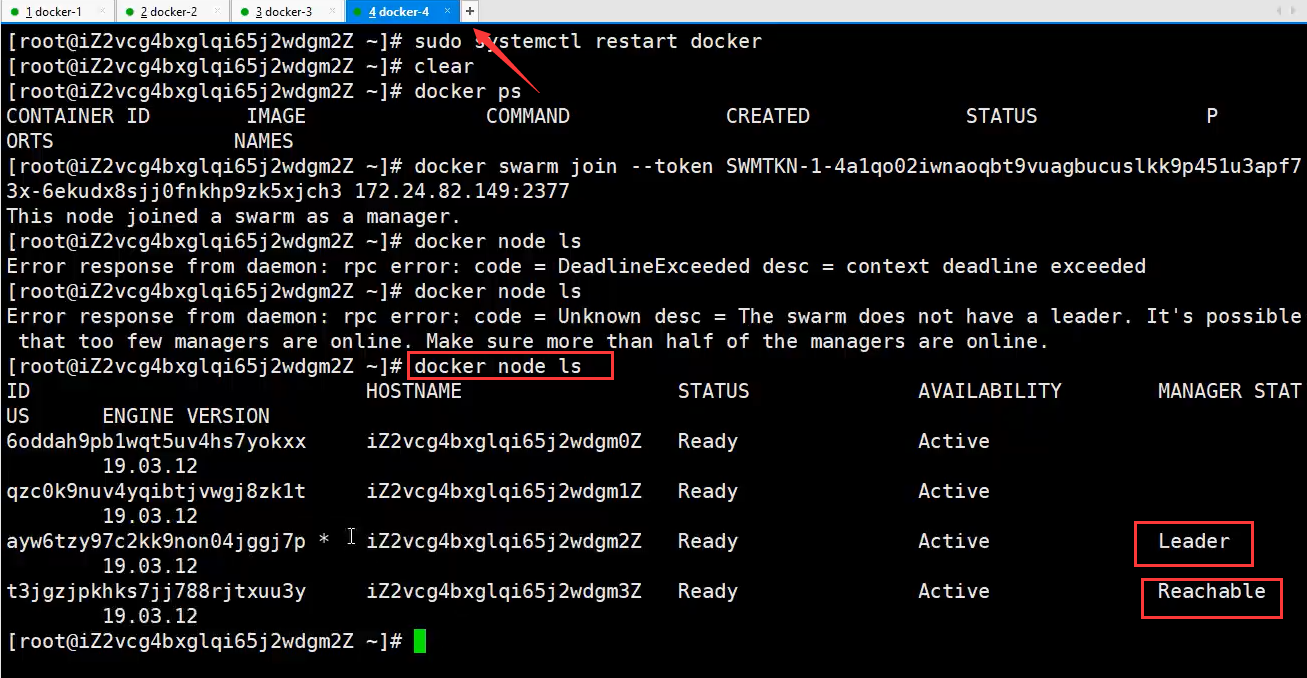 1 docker-1 × 2 docker-2 × 3 docker-3 × 4 docker-4 × +
[root@iZ2vcg4bxglqi65j2wdgm2Z ~]# sudo systemctl restart docker
[root@iZ2vcg4bxglqi65j2wdgm2Z ~]# clear
[root@iZ2vcg4bxglqi65j2wdgm2Z ~]# docker ps
CONTAINER ID        IMAGE               COMMAND             CREATED             STATUS              P
ORTS               NAMES
[root@iZ2vcg4bxglqi65j2wdgm2Z ~]# docker swarm join --token SWMTKN-1-4a1qo02iwnaoqbt9vuagbucuslkk9p451u3apf7
3x-6ekudx8sjj0fnkhp9zk5xjch3 172.24.82.149:2377
This node joined a swarm as a manager.
[root@iZ2vcg4bxglqi65j2wdgm2Z ~]# docker node ls
Error response from daemon: rpc error: code = DeadlineExceeded desc = context deadline exceeded
[root@iZ2vcg4bxglqi65j2wdgm2Z ~]# docker node ls
Error response from daemon: rpc error: code = Unknown desc = The swarm does not have a leader. It's possible
 that too few managers are online. Make sure more than half of the managers are online.
[root@iZ2vcg4bxglqi65j2wdgm2Z ~]# docker node ls
ID                            HOSTNAME                  STATUS              AVAILABILITY        MANAGER STAT
US      ENGINE VERSION
6oddah9pb1wqt5uv4hs7yokxx     iZ2vcg4bxglqi65j2wdgm0Z   Ready               Active
        19.03.12
qzc0k9nuv4yqibtjvwgj8zk1t     iZ2vcg4bxglqi65j2wdgm1Z   Ready               Active
        19.03.12
ayw6tzy97c2kk9non04jggj7p *   iZ2vcg4bxglqi65j2wdgm2Z   Ready               Active              Leader
        19.03.12
t3jgzjpkhks7jj788rjtxuu3y     iZ2vcg4bxglqi65j2wdgm3Z   Ready               Active              Reachable
        19.03.12
[root@iZ2vcg4bxglqi65j2wdgm2Z ~]#